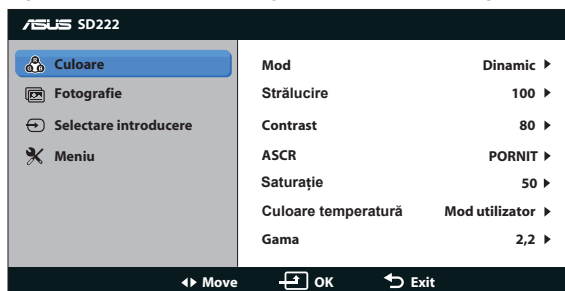 ASUS SD222
Culoare
Fotografie
Selectare introducere
Meniu
Mod Dinamic
Strălucire 100
Contrast 80
ASCR PORNIT
Saturație 50
Culoare temperatură Mod utilizator
Gama 2,2
Move OK Exit